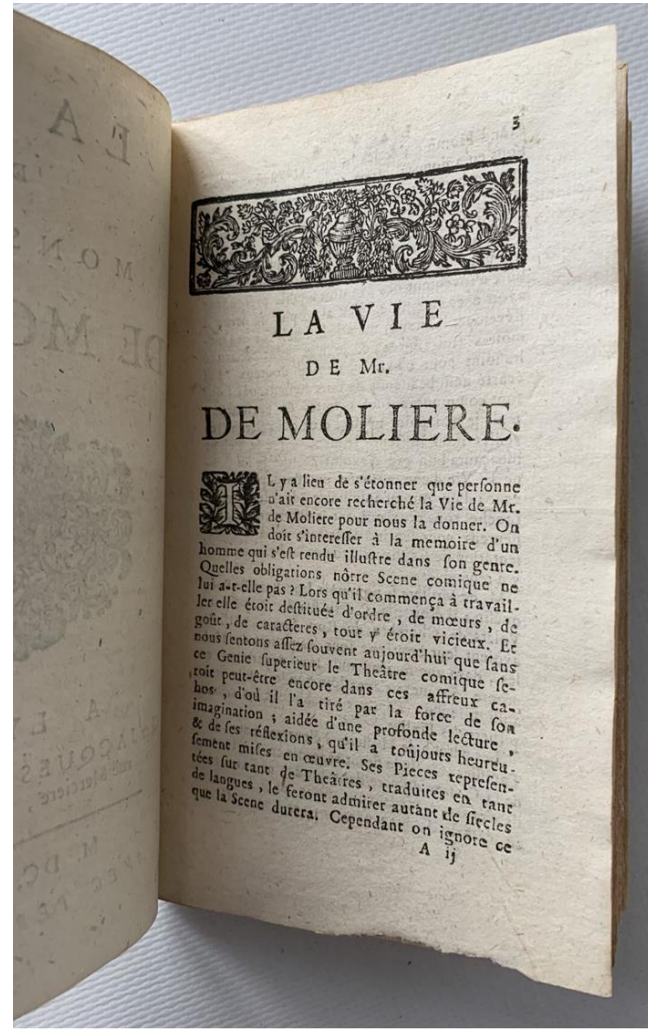 3
LA VIE
DE Mr.
DE MOLIERE.
IL y a lieu de s'étonner que perſonne
n'ait encore recherché la Vie de Mr.
de Moliere pour nous la donner. On
doit s'intereſſer à la memoire d'un
homme qui s'eſt rendu illuſtre dans ſon genre.
Quelles obligations nôtre Scene comique ne
lui a-t-elle pas ? Lors qu'il commença à travail-
ler elle étoit deſtituée d'ordre, de mœurs, de
goût, de caracteres, tout y étoit vicieux. Et
nous ſentons aſſez ſouvent aujourd'hui que ſans
ce Genie ſuperieur le Theâtre comique ſe-
roit peut-être encore dans ces affreux ca-
hos, d'où il l'a tiré par la force de ſon
imagination ; aidée d'une profonde lecture,
& de ſes réflexions, qu'il a toûjours heureu-
ſement miſes en œuvre. Ses Pieces repreſen-
tées ſur tant de Theâtres, traduites en tant
de langues, le feront admirer autant de ſiecles
que la Scene durera. Cependant on ignore ce
A ij